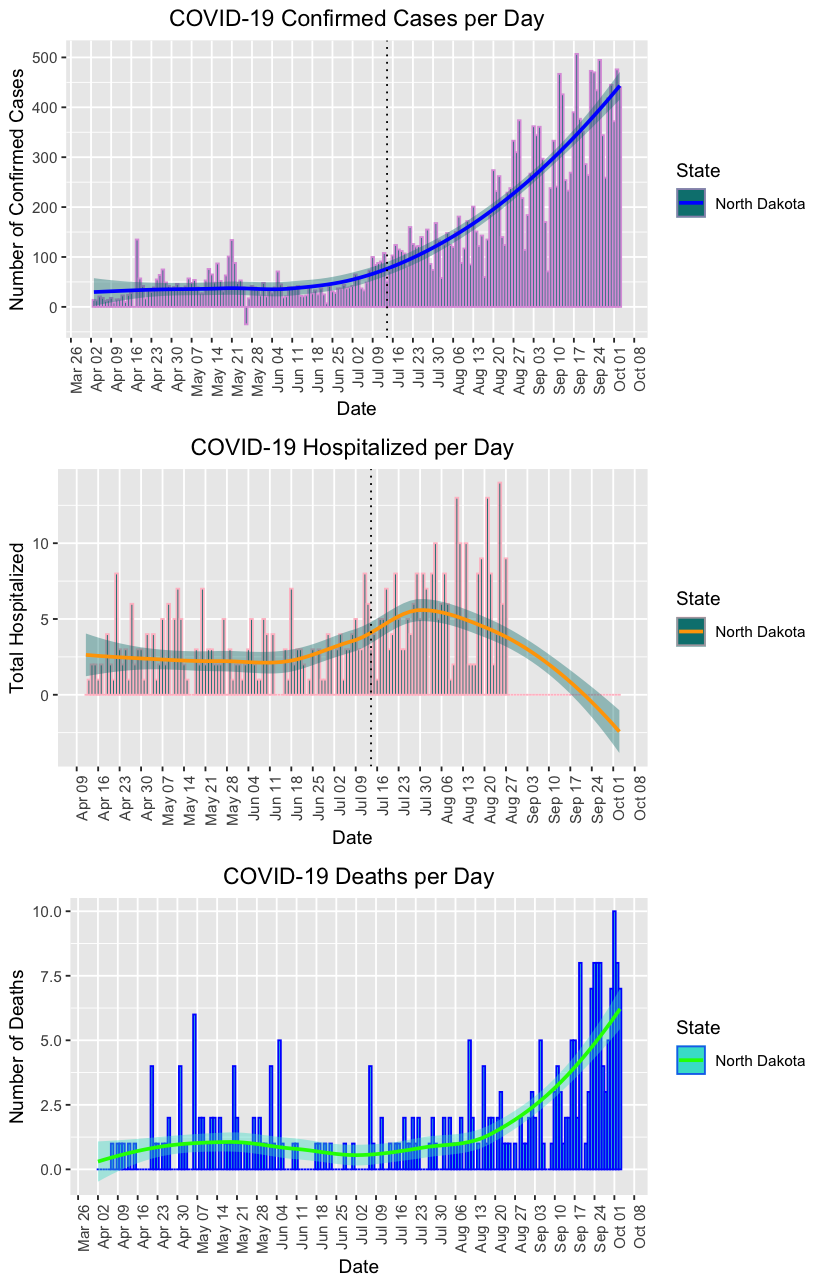 COVID-19 Confirmed Cases per Day
Number of Confirmed Cases
500
400
300
200
100
0
Mar 26
Apr 02
Apr 09
Apr 16
Apr 23
Apr 30
May 07
May 14
May 21
May 28
Jun 04
Jun 11
Jun 18
Jun 25
Jul 02
Jul 09
Jul 16
Jul 23
Jul 30
Aug 06
Aug 13
Aug 20
Aug 27
Sep 03
Sep 10
Sep 17
Sep 24
Oct 01
Oct 08
Date
State
North Dakota
COVID-19 Hospitalized per Day
Total Hospitalized
10
5
0
Apr 09
Apr 16
Apr 23
Apr 30
May 07
May 14
May 21
May 28
Jun 04
Jun 11
Jun 18
Jun 25
Jul 02
Jul 09
Jul 16
Jul 23
Jul 30
Aug 06
Aug 13
Aug 20
Aug 27
Sep 03
Sep 10
Sep 17
Sep 24
Oct 01
Oct 08
Date
State
North Dakota
COVID-19 Deaths per Day
Number of Deaths
10.0
7.5
5.0
2.5
0.0
Mar 26
Apr 02
Apr 09
Apr 16
Apr 23
Apr 30
May 07
May 14
May 21
May 28
Jun 04
Jun 11
Jun 18
Jun 25
Jul 02
Jul 09
Jul 16
Jul 23
Jul 30
Aug 06
Aug 13
Aug 20
Aug 27
Sep 03
Sep 10
Sep 17
Sep 24
Oct 01
Oct 08
Date
State
North Dakota